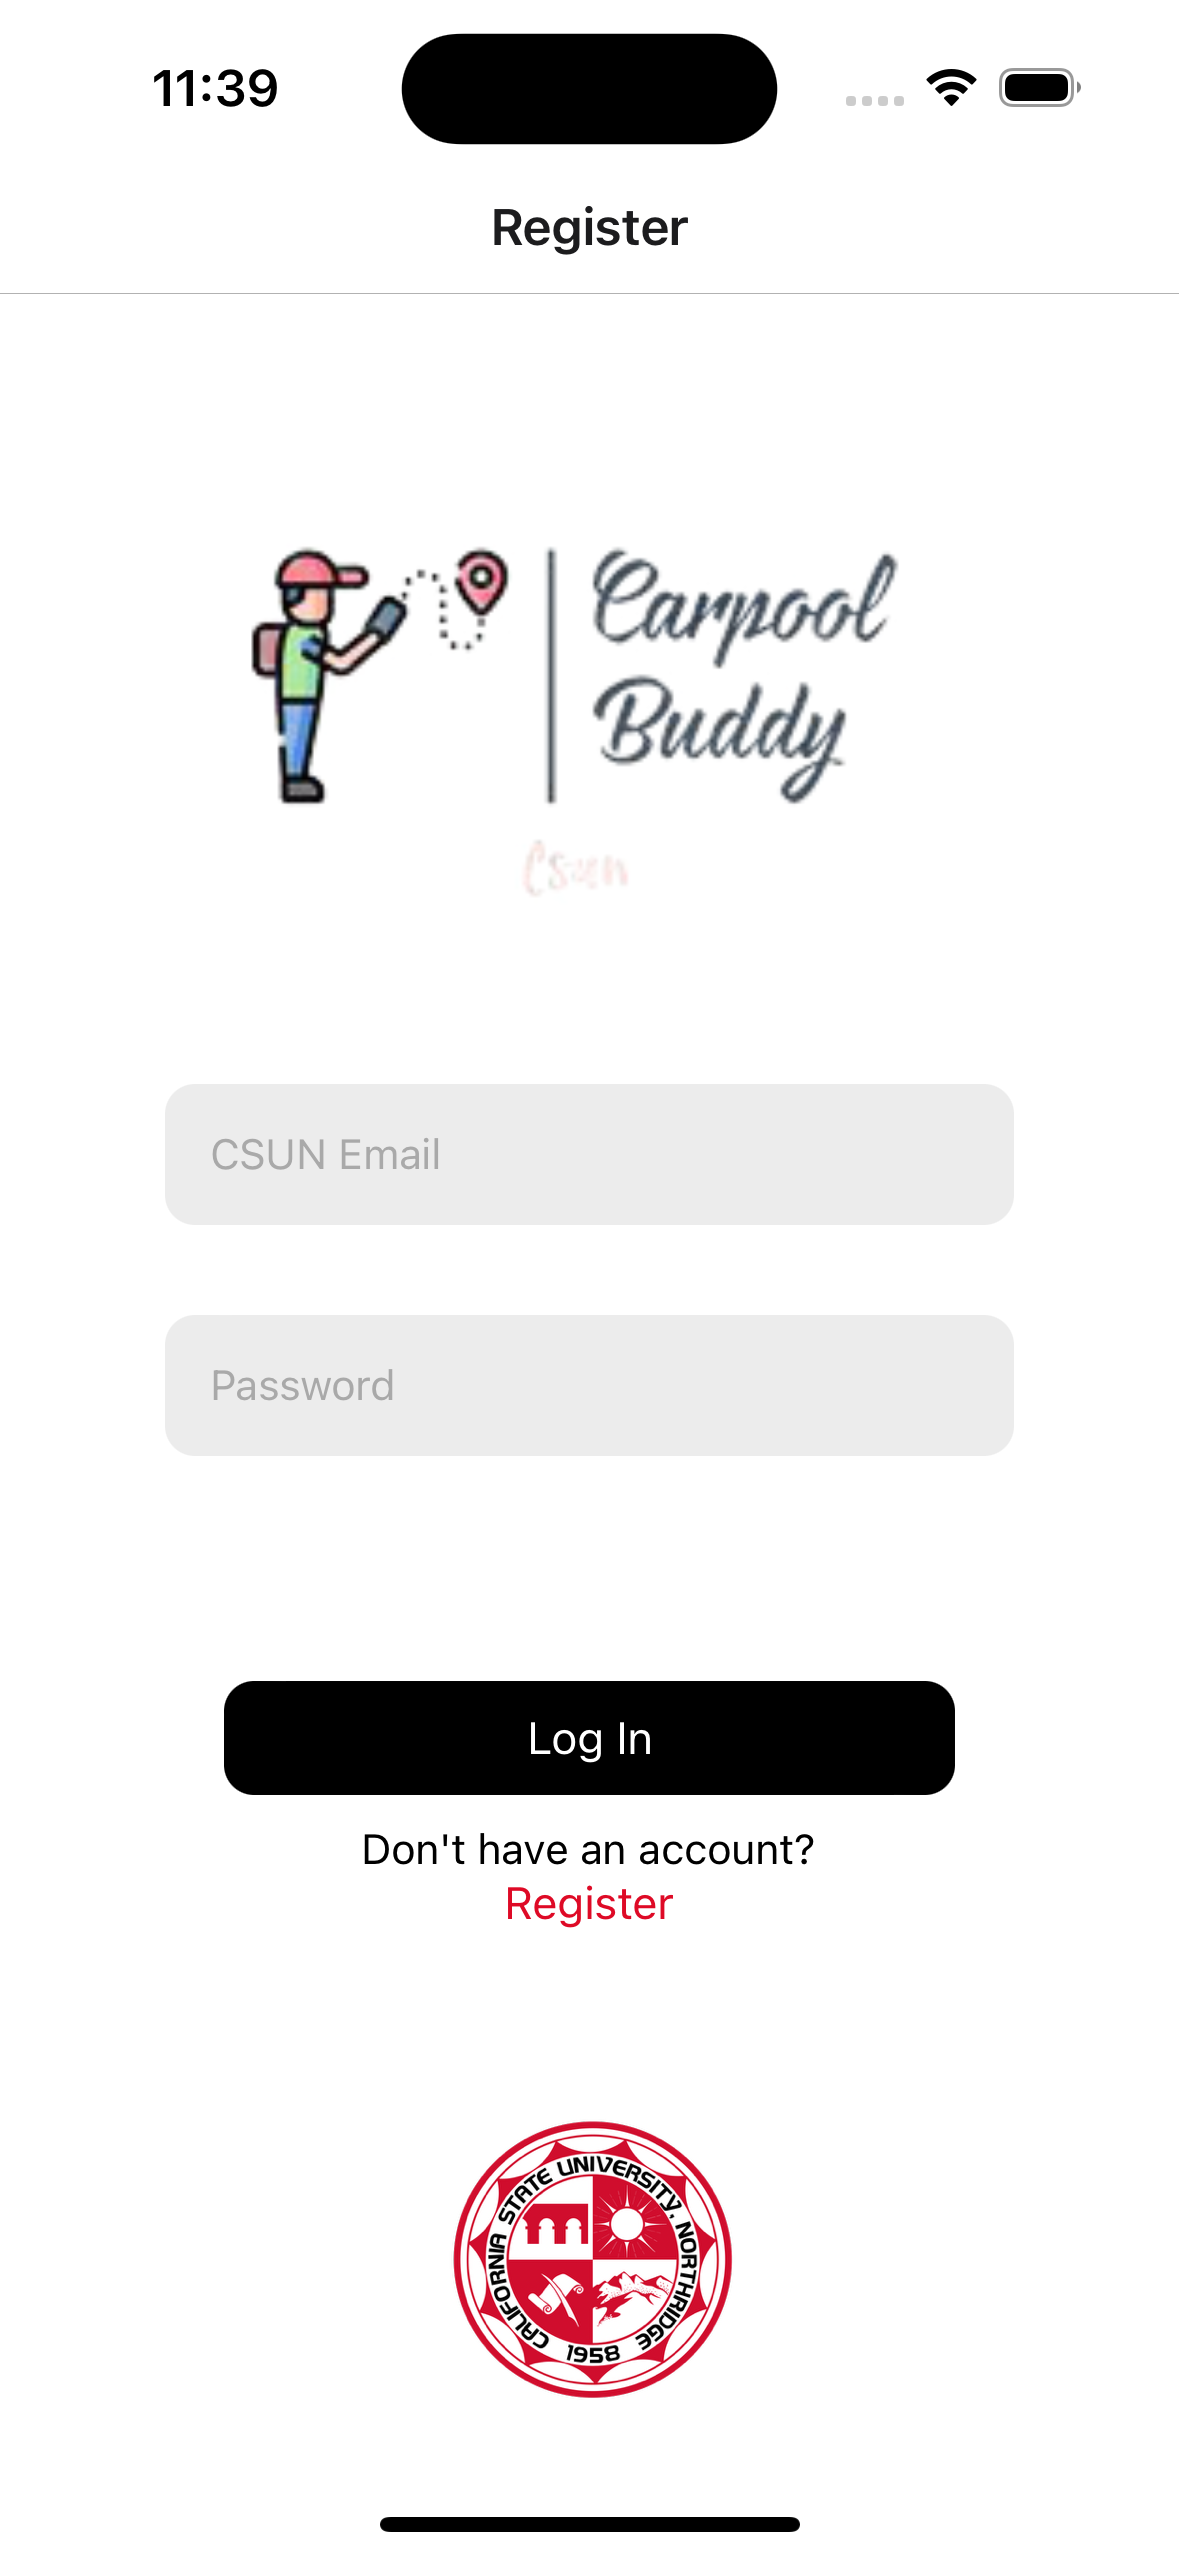 11:39
Register
Carpool
Buddy
Csun
CSUN Email
Password
Log In
Don't have an account?
Register
CALIFORNIA STATE UNIVERSITY, NORTHRIDGE
1958